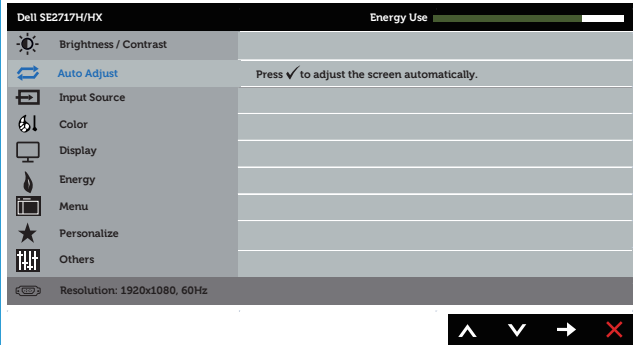 Dell SE2717H/HX Energy Use
Brightness / Contrast
Auto Adjust Press ✓ to adjust the screen automatically.
Input Source
Color
Display
Energy
Menu
Personalize
Others
Resolution: 1920x1080, 60Hz